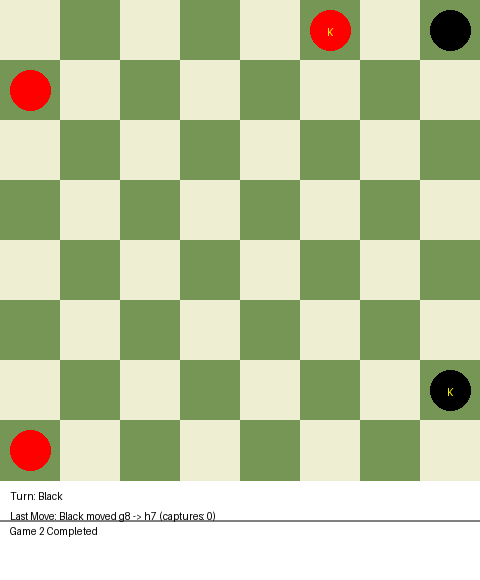 K
K
Turn: Black
Last Move: Black moved g8 -> h7 (captures: 0)
Game 2 Completed